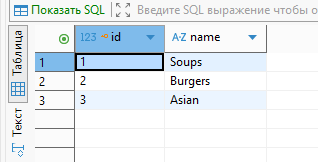 Показать SQL Введите SQL выражение чтобы о
123 id A-Z name
1 1 Soups
2 2 Burgers
3 3 Asian
Таблица
Текст